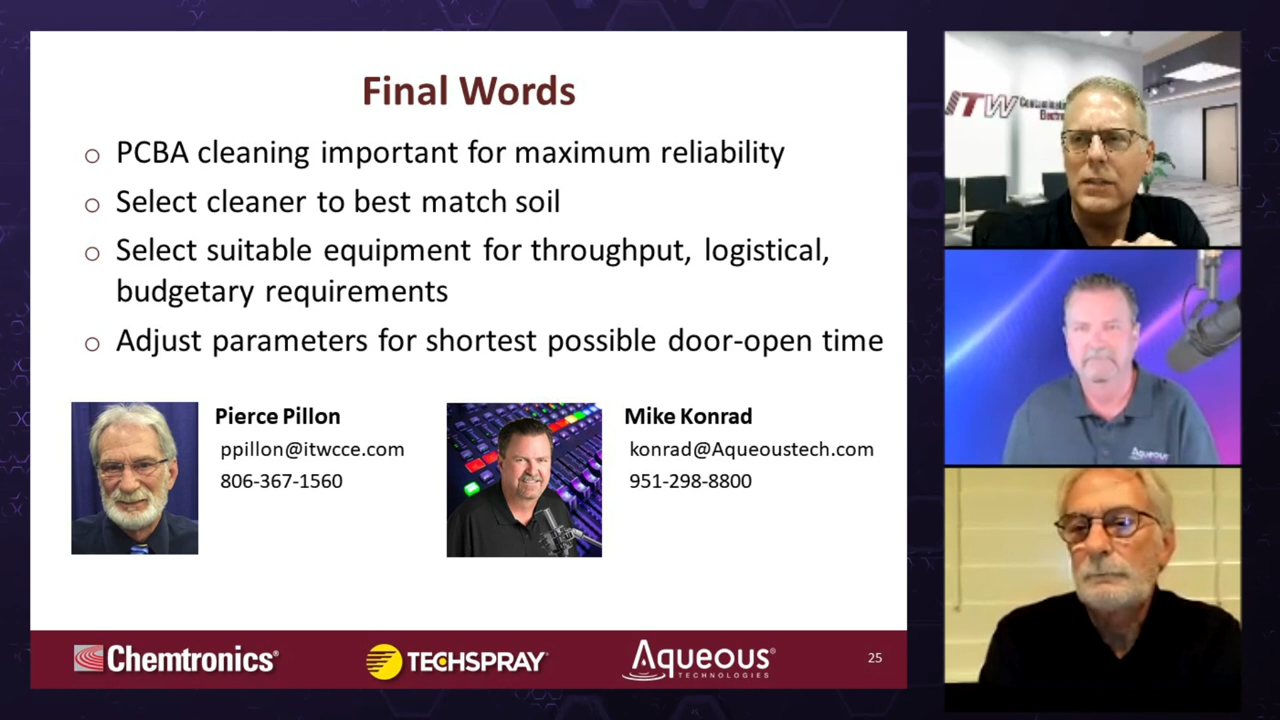 Final Words
PCBA cleaning important for maximum reliability
Select cleaner to best match soil
Select suitable equipment for throughput, logistical,
budgetary requirements
Adjust parameters for shortest possible door-open time
Pierce Pillon
ppillon@itwcce.com
806-367-1560
Mike Konrad
konrad@Aqueoustech.com
951-298-8800
Chemtronics®
TECHSPRAY®
Aqueous®
TECHNOLOGIES
25
ITW
Aqueous